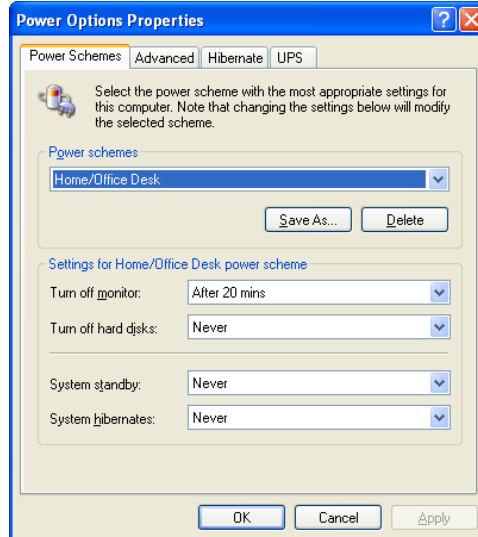 Power Options Properties
Power Schemes Advanced Hibernate UPS
Select the power scheme with the most appropriate settings for
this computer. Note that changing the settings below will modify
the selected scheme.
Power schemes
Home/Office Desk
Save As... Delete
Settings for Home/Office Desk power scheme
Turn off monitor: After 20 mins
Turn off hard disks: Never
System standby: Never
System hibernates: Never
OK Cancel Apply